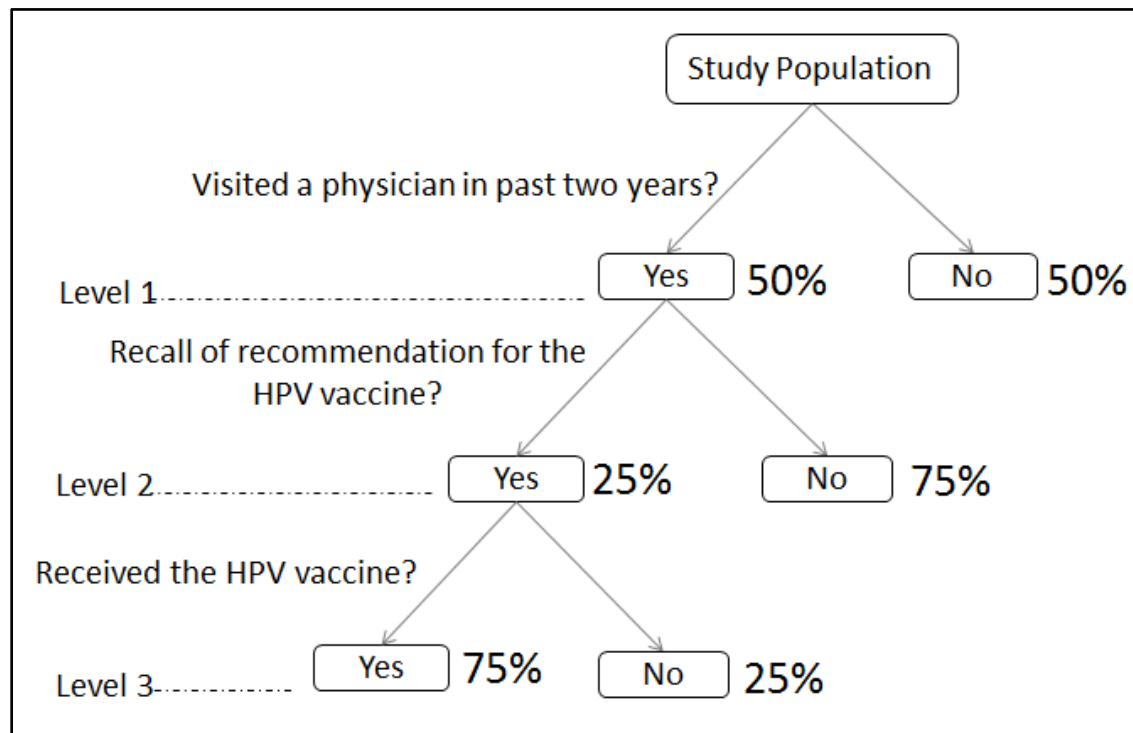 Study Population
Visited a physician in past two years?
Level 1 Yes 50% No 50%
Recall of recommendation for the
HPV vaccine?
Level 2 Yes 25% No 75%
Received the HPV vaccine?
Level 3 Yes 75% No 25%